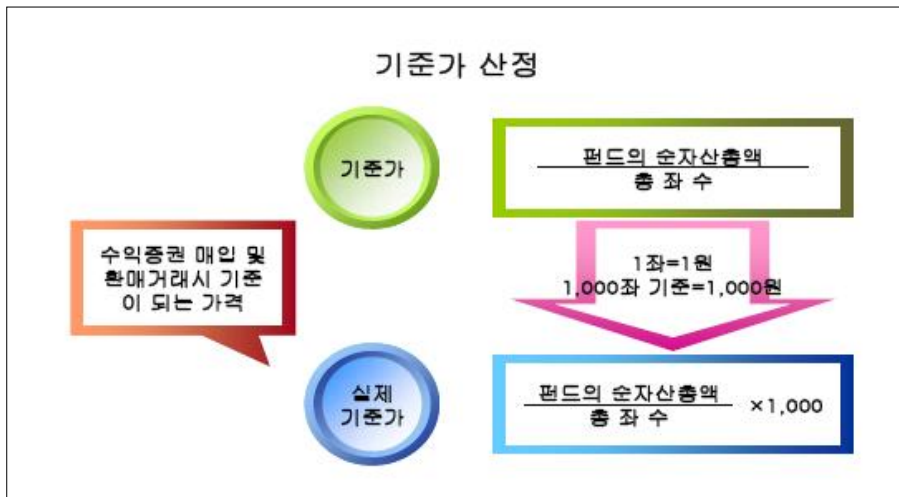 기준가 산정
기준가
펀드의 순자산총액
총 좌 수
수익증권 매입 및
환매거래시 기준
이 되는 가격
1좌=1원
1,000좌 기준=1,000원
실제
기준가
펀드의 순자산총액
총 좌 수
×1,000